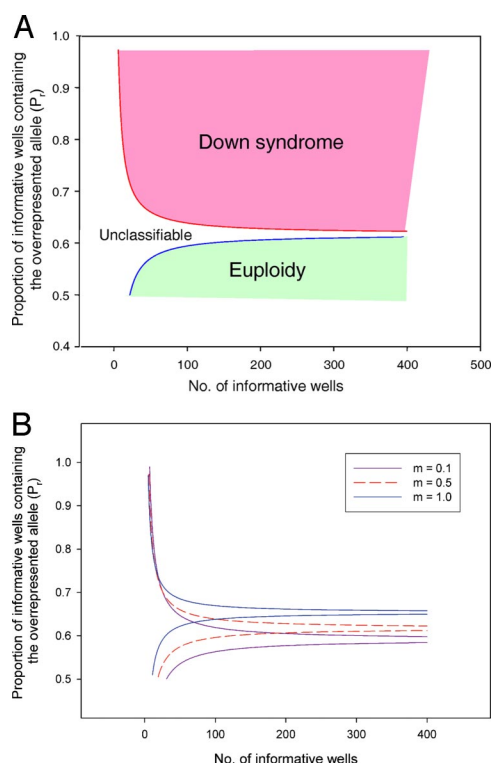 A
Proportion of informative wells containing
the overrepresented allele (Pr)
1.0
0.9
0.8
0.7
0.6
0.5
0.4
Down syndrome
Unclassifiable
Euploidy
0
100
200
300
400
500
No. of informative wells
B
Proportion of informative wells containing
the overrepresented allele (Pr)
1.0
0.9
0.8
0.7
0.6
0.5
m = 0.1
m = 0.5
m = 1.0
0
100
200
300
400
No. of informative wells